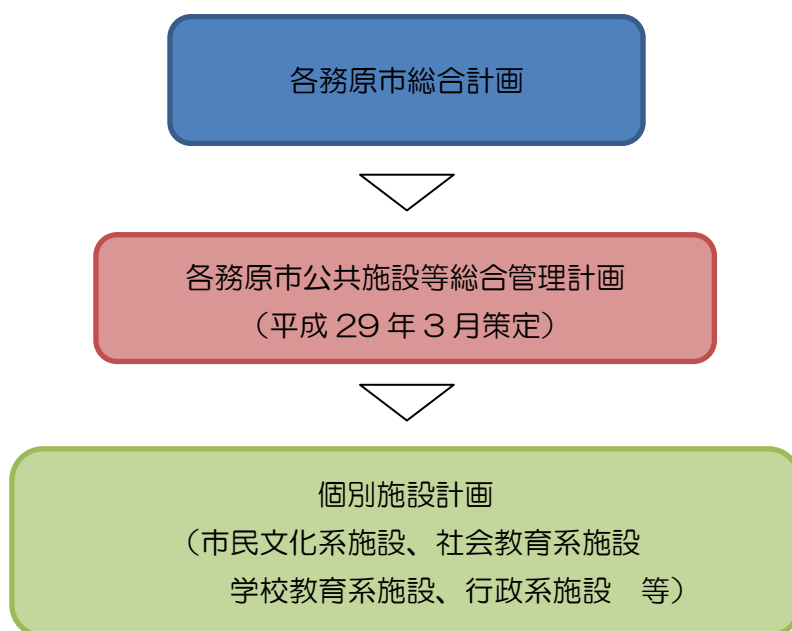 各務原市総合計画
各務原市公共施設等総合管理計画
（平成 29 年 3 月策定）
個別施設計画
（市民文化系施設、社会教育系施設
学校教育系施設、行政系施設　等）